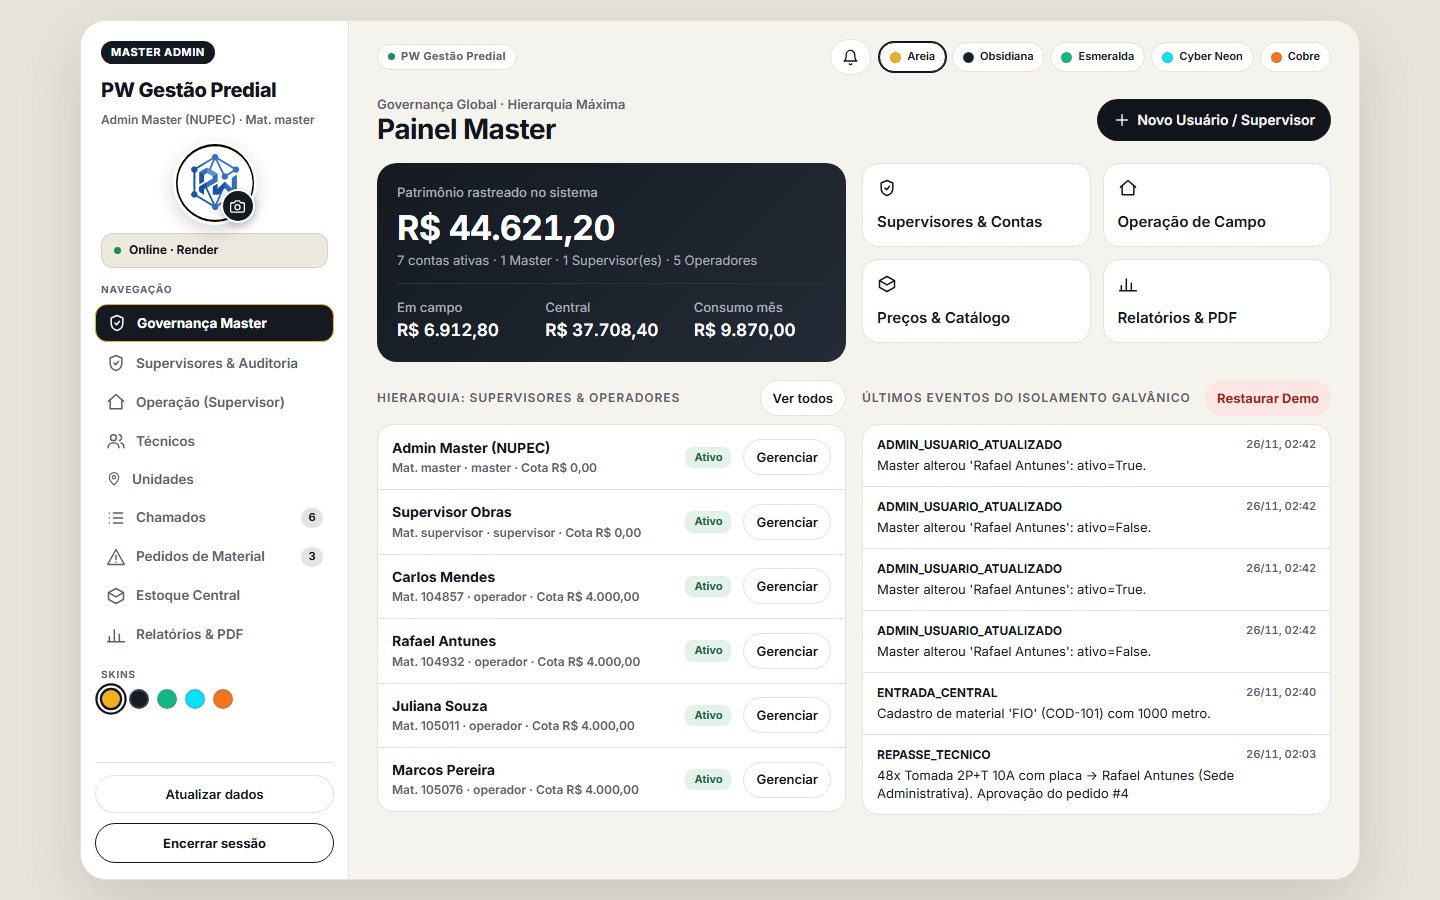 MASTER ADMIN
PW Gestão Predial
Admin Master (NUPEC) · Mat. master
PW
Online · Render
NAVEGAÇÃO
Governança Master
Supervisores & Auditoria
Operação (Supervisor)
Técnicos
Unidades
Chamados 6
Pedidos de Material 3
Estoque Central
Relatórios & PDF
SKINS
Atualizar dados
Encerrar sessão
PW Gestão Predial
Areia
Obsidiana
Esmeralda
Cyber Neon
Cobre
Governança Global · Hierarquia Máxima
Painel Master
Novo Usuário / Supervisor
Patrimônio rastreado no sistema
R$ 44.621,20
7 contas ativas · 1 Master · 1 Supervisor(es) · 5 Operadores
Em campo
R$ 6.912,80
Central
R$ 37.708,40
Consumo mês
R$ 9.870,00
Supervisores & Contas
Operação de Campo
Preços & Catálogo
Relatórios & PDF
HIERARQUIA: SUPERVISORES & OPERADORES
Ver todos
Admin Master (NUPEC)
Mat. master · master · Cota R$ 0,00
Ativo
Gerenciar
Supervisor Obras
Mat. supervisor · supervisor · Cota R$ 0,00
Ativo
Gerenciar
Carlos Mendes
Mat. 104857 · operador · Cota R$ 4.000,00
Ativo
Gerenciar
Rafael Antunes
Mat. 104932 · operador · Cota R$ 4.000,00
Ativo
Gerenciar
Juliana Souza
Mat. 105011 · operador · Cota R$ 4.000,00
Ativo
Gerenciar
Marcos Pereira
Mat. 105076 · operador · Cota R$ 4.000,00
Ativo
Gerenciar
ÚLTIMOS EVENTOS DO ISOLAMENTO GALVÂNICO
Restaurar Demo
ADMIN_USUARIO_ATUALIZADO 26/11, 02:42
Master alterou 'Rafael Antunes': ativo=True.
ADMIN_USUARIO_ATUALIZADO 26/11, 02:42
Master alterou 'Rafael Antunes': ativo=False.
ADMIN_USUARIO_ATUALIZADO 26/11, 02:42
Master alterou 'Rafael Antunes': ativo=True.
ADMIN_USUARIO_ATUALIZADO 26/11, 02:42
Master alterou 'Rafael Antunes': ativo=False.
ENTRADA_CENTRAL 26/11, 02:40
Cadastro de material 'FIO' (COD-101) com 1000 metro.
REPASSE_TECNICO 26/11, 02:03
48x Tomada 2P+T 10A com placa → Rafael Antunes (Sede
Administrativa). Aprovação do pedido #4